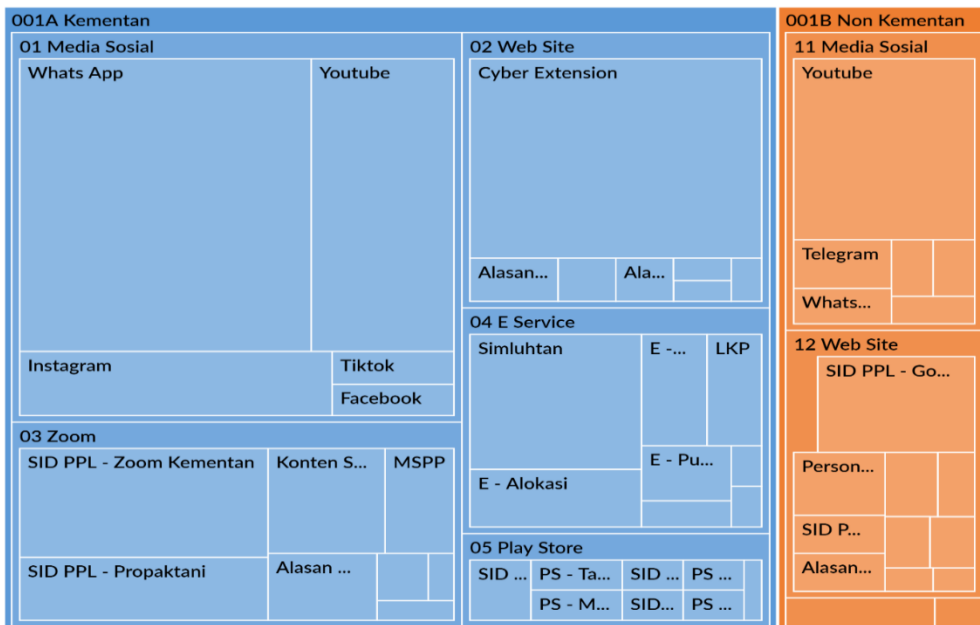 001A Kementan
01 Media Sosial
Whats App
Youtube
Instagram
Tiktok
Facebook
02 Web Site
Cyber Extension
Alasan...
Ala...
03 Zoom
SID PPL - Zoom Kementan
Konten S...
MSPP
SID PPL - Propaktani
Alasan ...
04 E Service
Simluhtan
E -...
LKP
E - Pu...
E - Alokasi
05 Play Store
SID ...
PS - Ta...
SID ...
PS ...
PS - M...
SID...
PS ...
001B Non Kementan
11 Media Sosial
Youtube
Telegram
Whats...
12 Web Site
SID PPL - Go...
Person...
SID P...
Alasan...